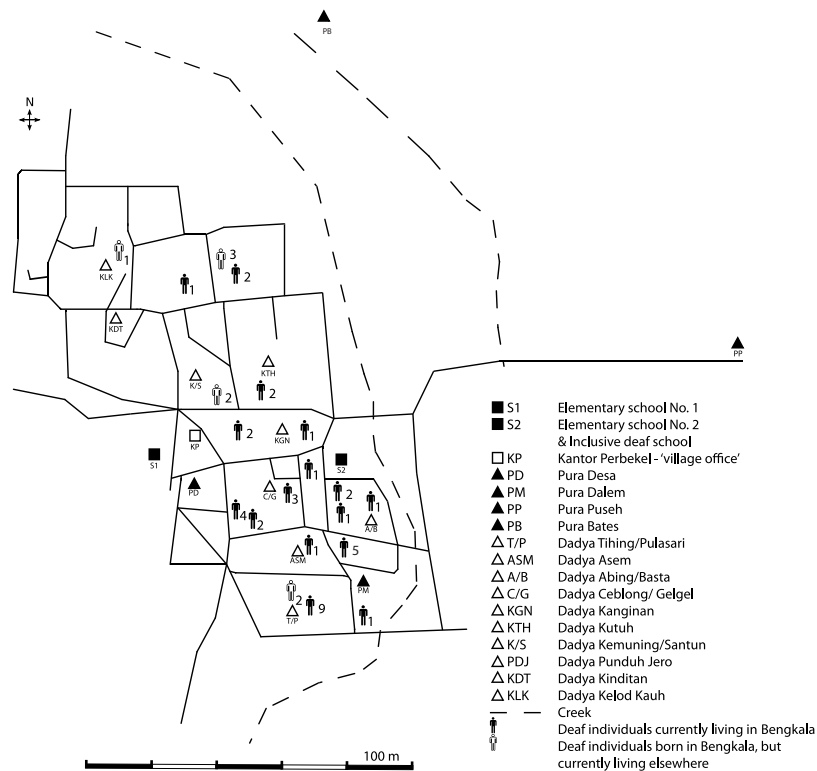 PB
N
3
1
2
KLK
1
KDT
PP
KTH
K/S
2
2
2
KGN
1
KP
S1
1
S2
PD
C/G
3
2
1
4
2
1
A/B
1
5
ASM
2
9
PM
T/P
1
S1 Elementary school No. 1
S2 Elementary school No. 2
& Inclusive deaf school
KP Kantor Perbekel - ‘village office’
PD Pura Desa
PM Pura Dalem
PP Pura Puseh
PB Pura Bates
T/P Dadya Tihing/Pulasari
ASM Dadya Asem
A/B Dadya Abing/Basta
C/G Dadya Ceblong/ Gelgel
KGN Dadya Kanginan
KTH Dadya Kutuh
K/S Dadya Kemuning/Santun
PDJ Dadya Punduh Jero
KDT Dadya Kinditan
KLK Dadya Kelod Kauh
Creek
Deaf individuals currently living in Bengkala
Deaf individuals born in Bengkala, but
currently living elsewhere
100 m